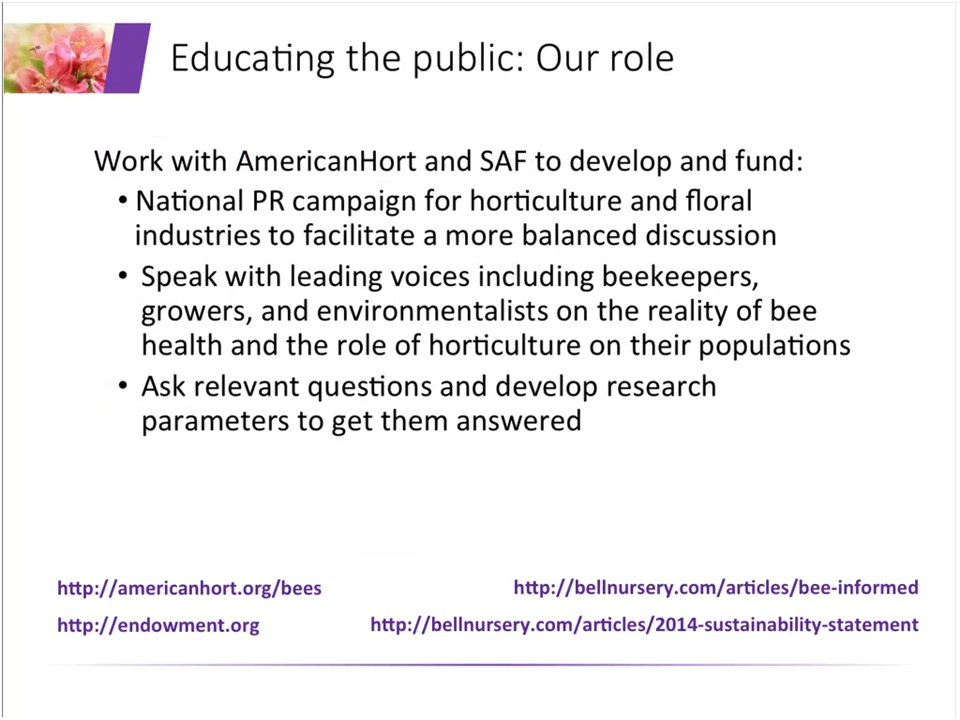 Educating the public: Our role
Work with AmericanHort and SAF to develop and fund:
• National PR campaign for horticulture and floral
industries to facilitate a more balanced discussion
• Speak with leading voices including beekeepers,
growers, and environmentalists on the reality of bee
health and the role of horticulture on their populations
• Ask relevant questions and develop research
parameters to get them answered
http://americanhort.org/bees
http://bellnursery.com/articles/bee-informed
http://endowment.org
http://bellnursery.com/articles/2014-sustainability-statement